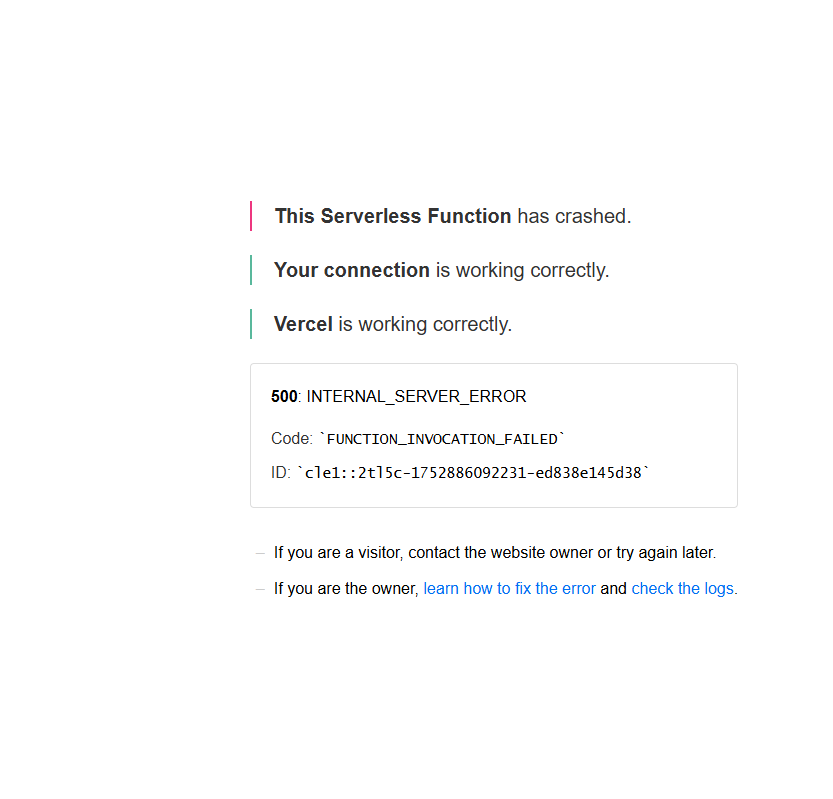 This Serverless Function has crashed.
Your connection is working correctly.
Vercel is working correctly.
500: INTERNAL_SERVER_ERROR
Code: `FUNCTION_INVOCATION_FAILED`
ID: `cle1::2tl5c-1752886092231-ed838e145d38`
– If you are a visitor, contact the website owner or try again later.
– If you are the owner, learn how to fix the error and check the logs.